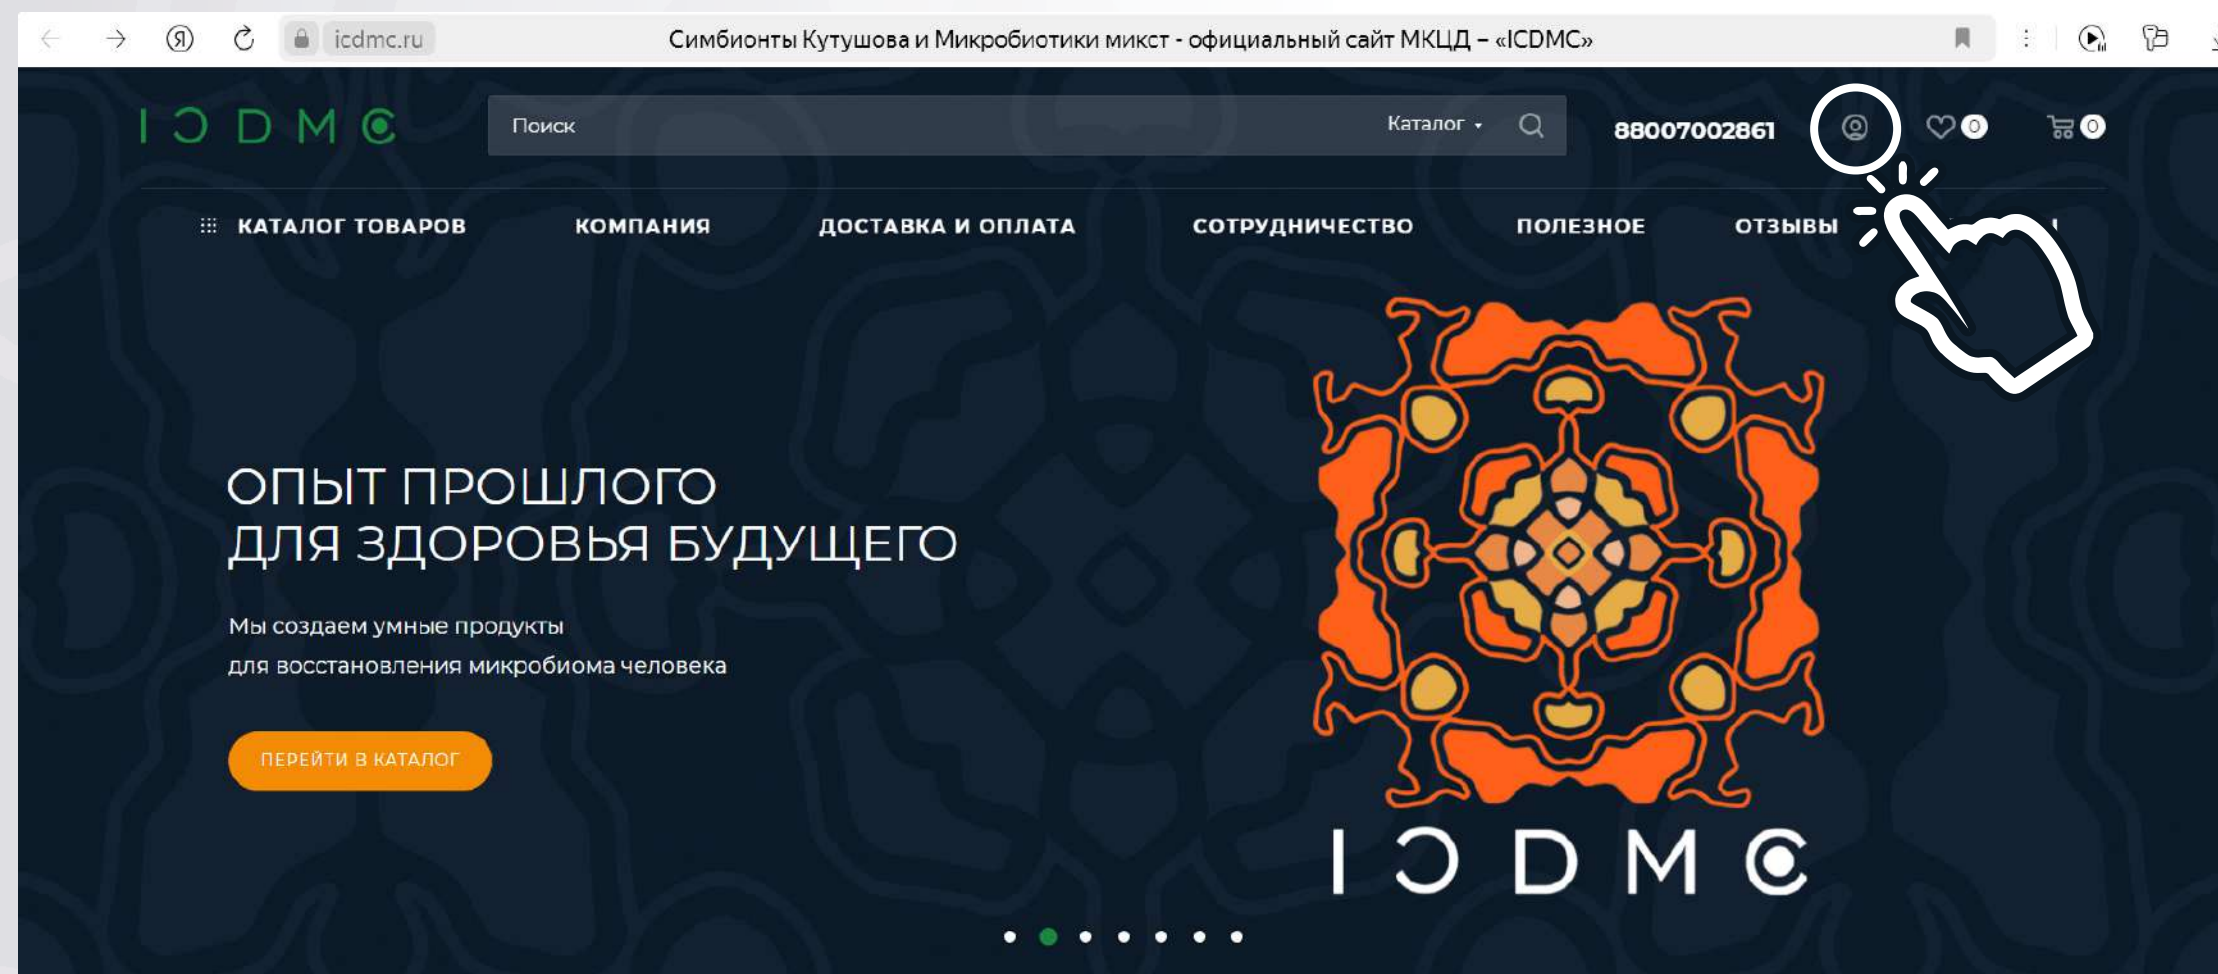 icdmc.ru
Симбионты Кутушова и Микробиотики микст - официальный сайт МКЦД – «ICDMC»
ICDMC
Поиск
Каталог
88007002861
0
0
КАТАЛОГ ТОВАРОВ
КОМПАНИЯ
ДОСТАВКА И ОПЛАТА
СОТРУДНИЧЕСТВО
ПОЛЕЗНОЕ
ОТЗЫВЫ
ОПЫТ ПРОШЛОГО
ДЛЯ ЗДОРОВЬЯ БУДУЩЕГО
Мы создаем умные продукты
для восстановления микробиома человека
ПЕРЕЙТИ В КАТАЛОГ
ICDMC